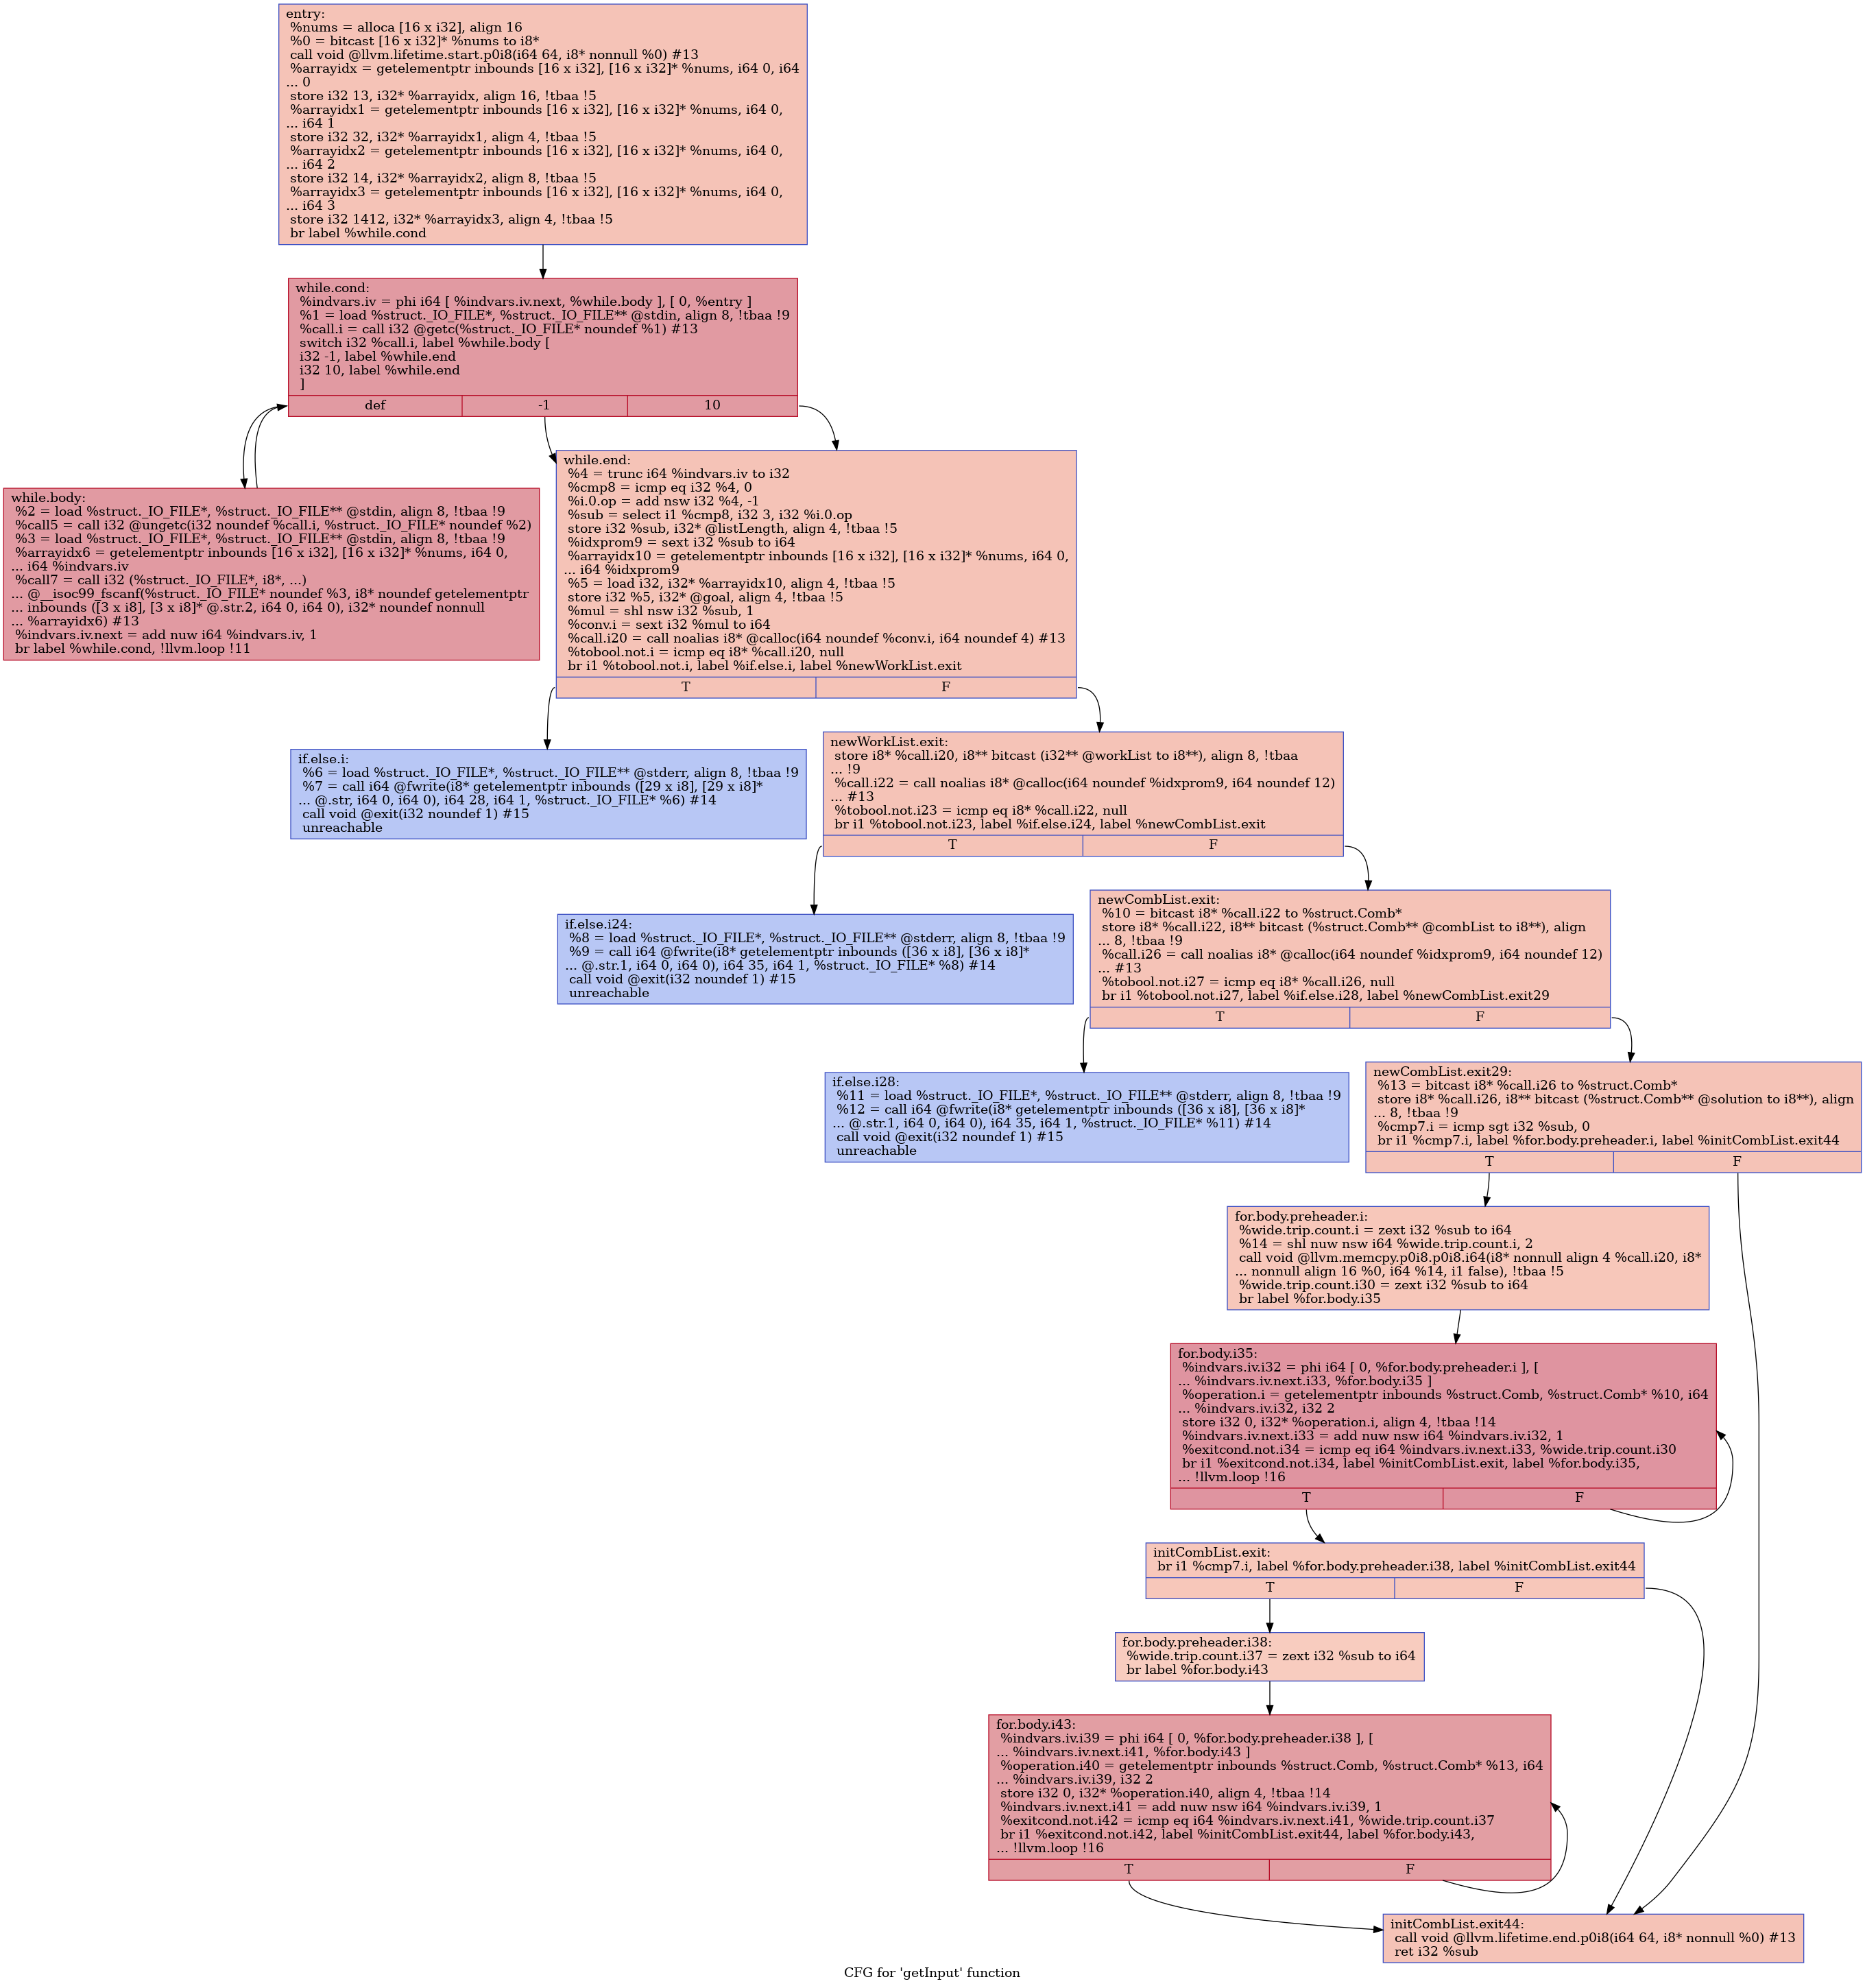 entry:
%nums = alloca [16 x i32], align 16
%0 = bitcast [16 x i32]* %nums to i8*
call void @llvm.lifetime.start.p0i8(i64 64, i8* nonnull %0) #13
%arrayidx = getelementptr inbounds [16 x i32], [16 x i32]* %nums, i64 0, i64
... 0
store i32 13, i32* %arrayidx, align 16, !tbaa !5
%arrayidx1 = getelementptr inbounds [16 x i32], [16 x i32]* %nums, i64 0,
... i64 1
store i32 32, i32* %arrayidx1, align 4, !tbaa !5
%arrayidx2 = getelementptr inbounds [16 x i32], [16 x i32]* %nums, i64 0,
... i64 2
store i32 14, i32* %arrayidx2, align 8, !tbaa !5
%arrayidx3 = getelementptr inbounds [16 x i32], [16 x i32]* %nums, i64 0,
... i64 3
store i32 1412, i32* %arrayidx3, align 4, !tbaa !5
br label %while.cond
while.cond:
%indvars.iv = phi i64 [ %indvars.iv.next, %while.body ], [ 0, %entry ]
%1 = load %struct._IO_FILE*, %struct._IO_FILE** @stdin, align 8, !tbaa !9
%call.i = call i32 @getc(%struct._IO_FILE* noundef %1) #13
switch i32 %call.i, label %while.body [
i32 -1, label %while.end
i32 10, label %while.end
]
def
-1
10
while.body:
%2 = load %struct._IO_FILE*, %struct._IO_FILE** @stdin, align 8, !tbaa !9
%call5 = call i32 @ungetc(i32 noundef %call.i, %struct._IO_FILE* noundef %2)
%3 = load %struct._IO_FILE*, %struct._IO_FILE** @stdin, align 8, !tbaa !9
%arrayidx6 = getelementptr inbounds [16 x i32], [16 x i32]* %nums, i64 0,
... i64 %indvars.iv
%call7 = call i32 (%struct._IO_FILE*, i8*, ...)
... @__isoc99_fscanf(%struct._IO_FILE* noundef %3, i8* noundef getelementptr
... inbounds ([3 x i8], [3 x i8]* @.str.2, i64 0, i64 0), i32* noundef nonnull
... %arrayidx6) #13
%indvars.iv.next = add nuw i64 %indvars.iv, 1
br label %while.cond, !llvm.loop !11
while.end:
%4 = trunc i64 %indvars.iv to i32
%cmp8 = icmp eq i32 %4, 0
%i.0.op = add nsw i32 %4, -1
%sub = select i1 %cmp8, i32 3, i32 %i.0.op
store i32 %sub, i32* @listLength, align 4, !tbaa !5
%idxprom9 = sext i32 %sub to i64
%arrayidx10 = getelementptr inbounds [16 x i32], [16 x i32]* %nums, i64 0,
... i64 %idxprom9
%5 = load i32, i32* %arrayidx10, align 4, !tbaa !5
store i32 %5, i32* @goal, align 4, !tbaa !5
%mul = shl nsw i32 %sub, 1
%conv.i = sext i32 %mul to i64
%call.i20 = call noalias i8* @calloc(i64 noundef %conv.i, i64 noundef 4) #13
%tobool.not.i = icmp eq i8* %call.i20, null
br i1 %tobool.not.i, label %if.else.i, label %newWorkList.exit
T
F
if.else.i:
%6 = load %struct._IO_FILE*, %struct._IO_FILE** @stderr, align 8, !tbaa !9
%7 = call i64 @fwrite(i8* getelementptr inbounds ([29 x i8], [29 x i8]*
... @.str, i64 0, i64 0), i64 28, i64 1, %struct._IO_FILE* %6) #14
call void @exit(i32 noundef 1) #15
unreachable
newWorkList.exit:
store i8* %call.i20, i8** bitcast (i32** @workList to i8**), align 8, !tbaa
... !9
%call.i22 = call noalias i8* @calloc(i64 noundef %idxprom9, i64 noundef 12)
... #13
%tobool.not.i23 = icmp eq i8* %call.i22, null
br i1 %tobool.not.i23, label %if.else.i24, label %newCombList.exit
T
F
if.else.i24:
%8 = load %struct._IO_FILE*, %struct._IO_FILE** @stderr, align 8, !tbaa !9
%9 = call i64 @fwrite(i8* getelementptr inbounds ([36 x i8], [36 x i8]*
... @.str.1, i64 0, i64 0), i64 35, i64 1, %struct._IO_FILE* %8) #14
call void @exit(i32 noundef 1) #15
unreachable
newCombList.exit:
%10 = bitcast i8* %call.i22 to %struct.Comb*
store i8* %call.i22, i8** bitcast (%struct.Comb** @combList to i8**), align
... 8, !tbaa !9
%call.i26 = call noalias i8* @calloc(i64 noundef %idxprom9, i64 noundef 12)
... #13
%tobool.not.i27 = icmp eq i8* %call.i26, null
br i1 %tobool.not.i27, label %if.else.i28, label %newCombList.exit29
T
F
if.else.i28:
%11 = load %struct._IO_FILE*, %struct._IO_FILE** @stderr, align 8, !tbaa !9
%12 = call i64 @fwrite(i8* getelementptr inbounds ([36 x i8], [36 x i8]*
... @.str.1, i64 0, i64 0), i64 35, i64 1, %struct._IO_FILE* %11) #14
call void @exit(i32 noundef 1) #15
unreachable
newCombList.exit29:
%13 = bitcast i8* %call.i26 to %struct.Comb*
store i8* %call.i26, i8** bitcast (%struct.Comb** @solution to i8**), align
... 8, !tbaa !9
%cmp7.i = icmp sgt i32 %sub, 0
br i1 %cmp7.i, label %for.body.preheader.i, label %initCombList.exit44
T
F
for.body.preheader.i:
%wide.trip.count.i = zext i32 %sub to i64
%14 = shl nuw nsw i64 %wide.trip.count.i, 2
call void @llvm.memcpy.p0i8.p0i8.i64(i8* nonnull align 4 %call.i20, i8*
... nonnull align 16 %0, i64 %14, i1 false), !tbaa !5
%wide.trip.count.i30 = zext i32 %sub to i64
br label %for.body.i35
for.body.i35:
%indvars.iv.i32 = phi i64 [ 0, %for.body.preheader.i ], [
... %indvars.iv.next.i33, %for.body.i35 ]
%operation.i = getelementptr inbounds %struct.Comb, %struct.Comb* %10, i64
... %indvars.iv.i32, i32 2
store i32 0, i32* %operation.i, align 4, !tbaa !14
%indvars.iv.next.i33 = add nuw nsw i64 %indvars.iv.i32, 1
%exitcond.not.i34 = icmp eq i64 %indvars.iv.next.i33, %wide.trip.count.i30
br i1 %exitcond.not.i34, label %initCombList.exit, label %for.body.i35,
... !llvm.loop !16
T
F
initCombList.exit:
br i1 %cmp7.i, label %for.body.preheader.i38, label %initCombList.exit44
T
F
for.body.preheader.i38:
%wide.trip.count.i37 = zext i32 %sub to i64
br label %for.body.i43
for.body.i43:
%indvars.iv.i39 = phi i64 [ 0, %for.body.preheader.i38 ], [
... %indvars.iv.next.i41, %for.body.i43 ]
%operation.i40 = getelementptr inbounds %struct.Comb, %struct.Comb* %13, i64
... %indvars.iv.i39, i32 2
store i32 0, i32* %operation.i40, align 4, !tbaa !14
%indvars.iv.next.i41 = add nuw nsw i64 %indvars.iv.i39, 1
%exitcond.not.i42 = icmp eq i64 %indvars.iv.next.i41, %wide.trip.count.i37
br i1 %exitcond.not.i42, label %initCombList.exit44, label %for.body.i43,
... !llvm.loop !16
T
F
initCombList.exit44:
call void @llvm.lifetime.end.p0i8(i64 64, i8* nonnull %0) #13
ret i32 %sub
CFG for 'getInput' function